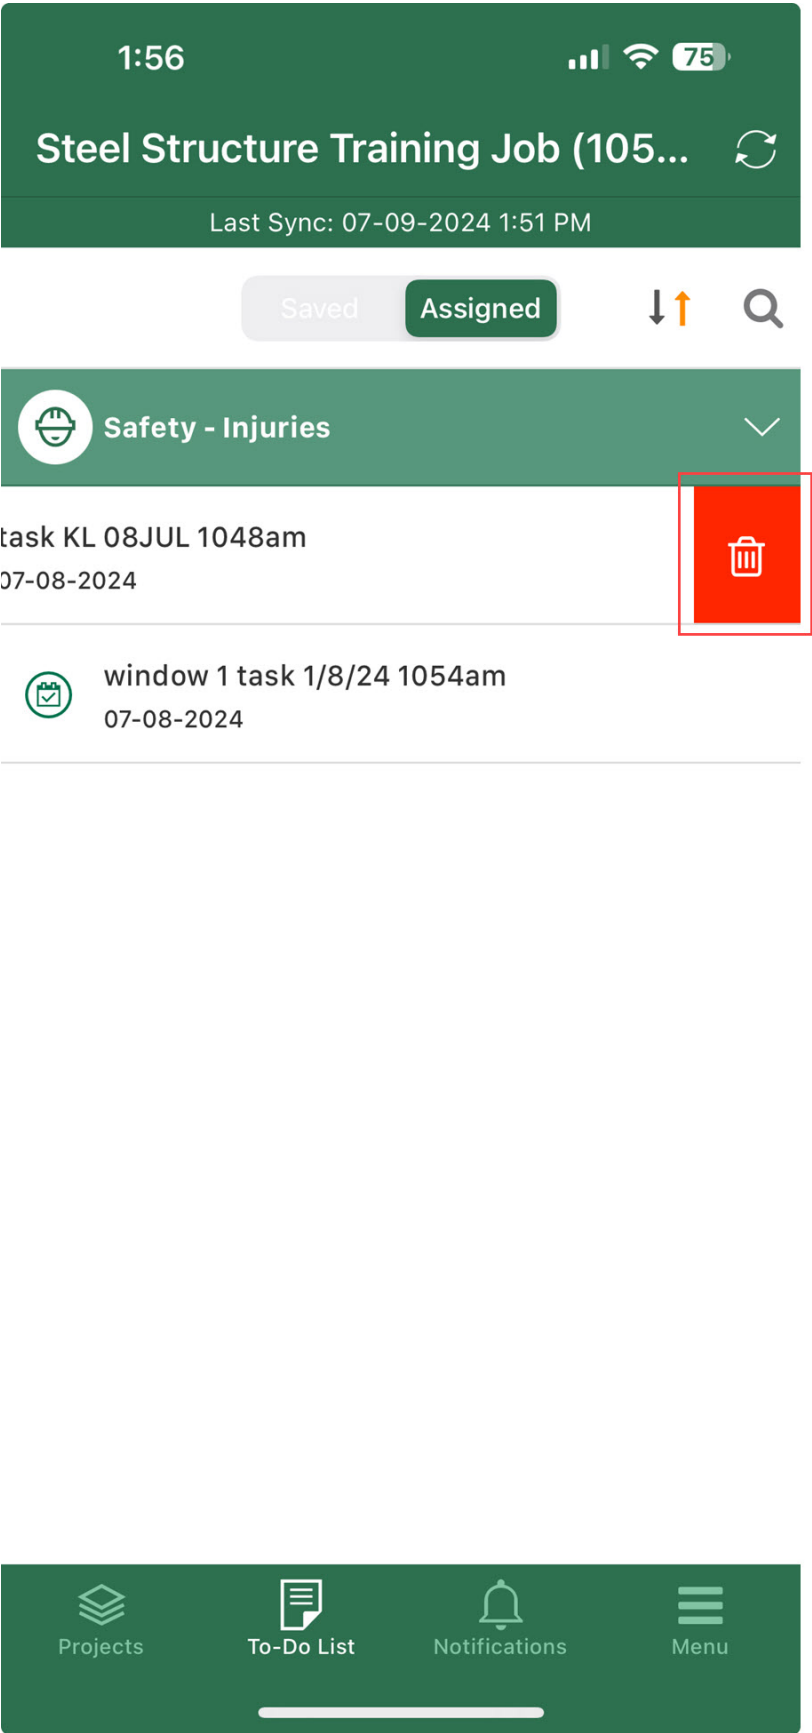 1:56
75
Steel Structure Training Job (105...
Last Sync: 07-09-2024 1:51 PM
Saved
Assigned
Safety - Injuries
task KL 08JUL 1048am
07-08-2024
window 1 task 1/8/24 1054am
07-08-2024
Projects
To-Do List
Notifications
Menu